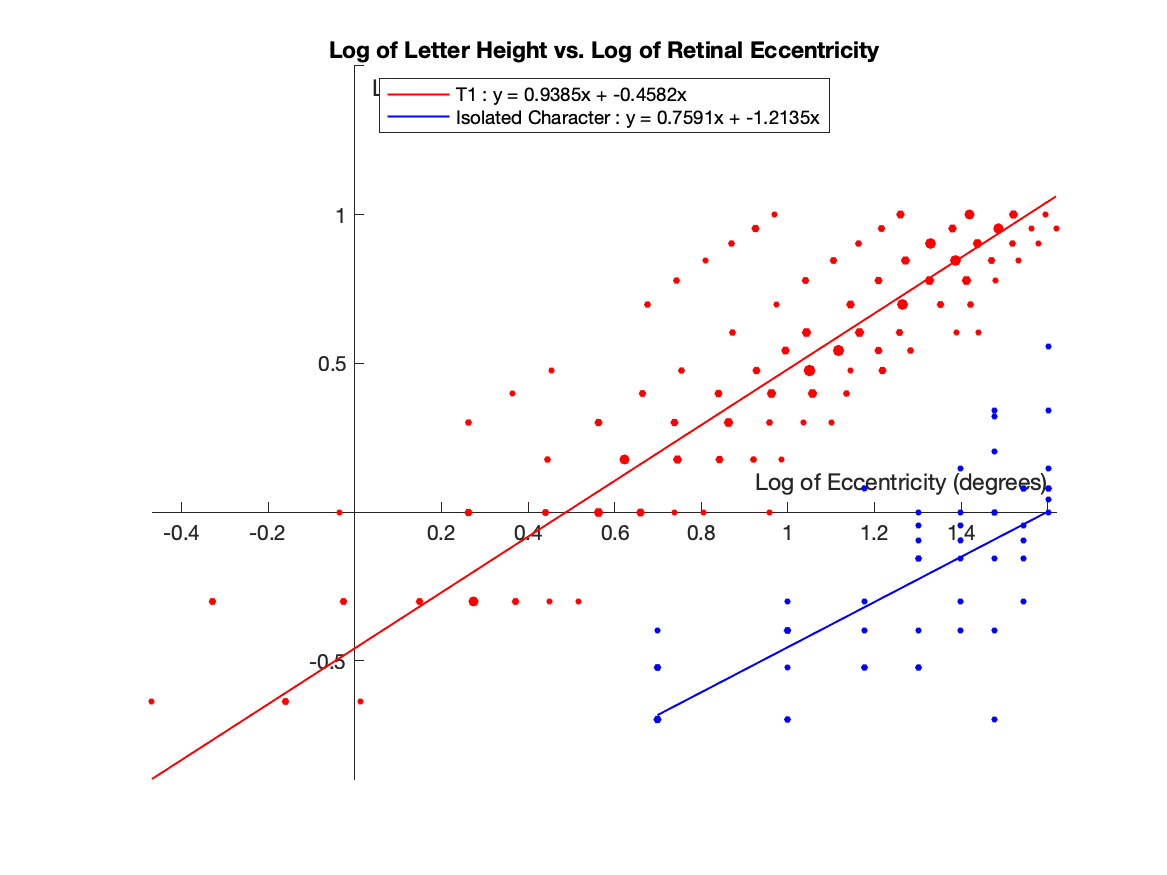 Log of Letter Height vs. Log of Retinal Eccentricity
L
T1 : y = 0.9385x + -0.4582x
Isolated Character : y = 0.7591x + -1.2135x
1
0.5
Log of Eccentricity (degrees)
-0.4 -0.2 0.2 0.4 0.6 0.8 1 1.2 1.4
-0.5